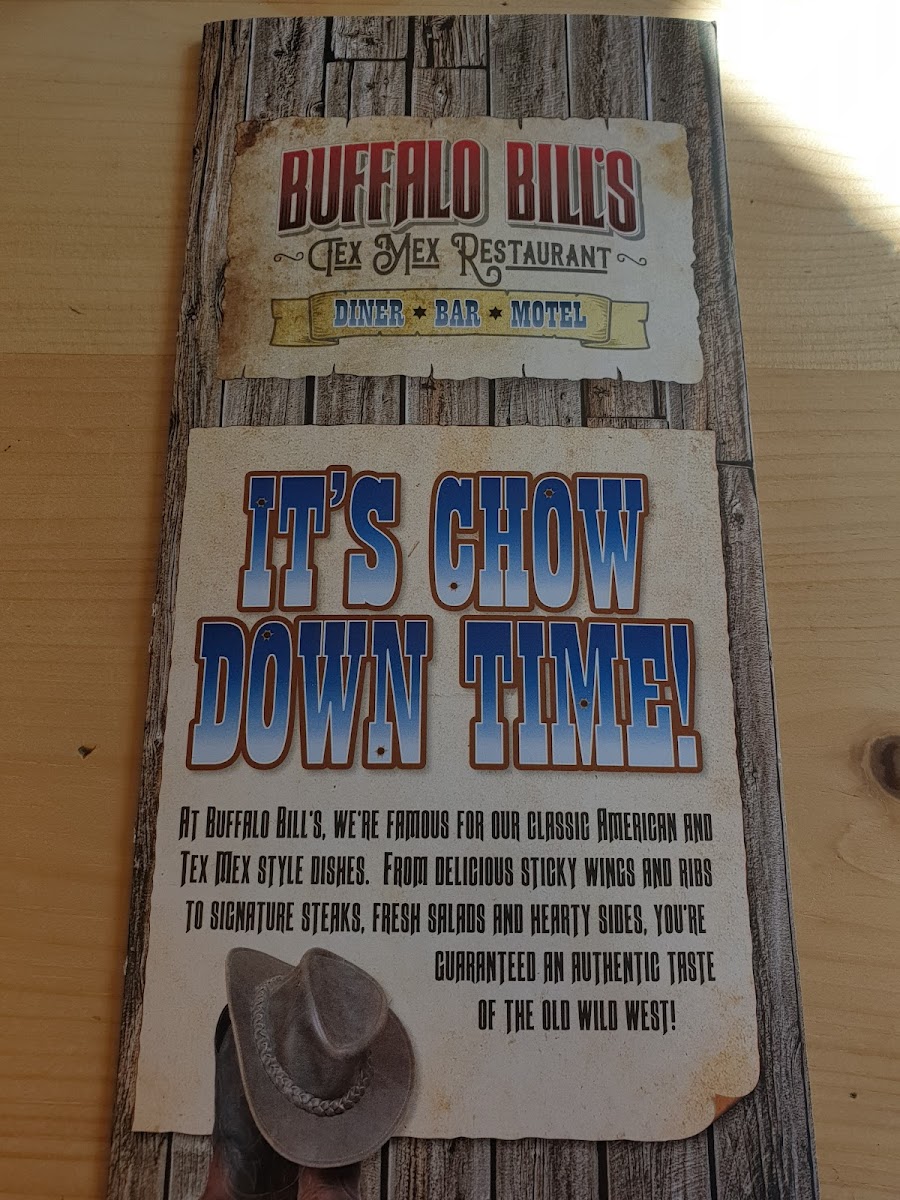 BUFFALO BILL'S
TEX MEX RESTAURANT
DINER ★ BAR ★ MOTEL
IT'S CHOW
DOWN TIME!
AT BUFFALO BILL'S, WE'RE FAMOUS FOR OUR CLASSIC AMERICAN AND
TEX MEX STYLE DISHES. FROM DELICIOUS STICKY WINGS AND RIBS
TO SIGNATURE STEAKS, FRESH SALADS AND HEARTY SIDES, YOU'RE
GUARANTEED AN AUTHENTIC TASTE
OF THE OLD WILD WEST!